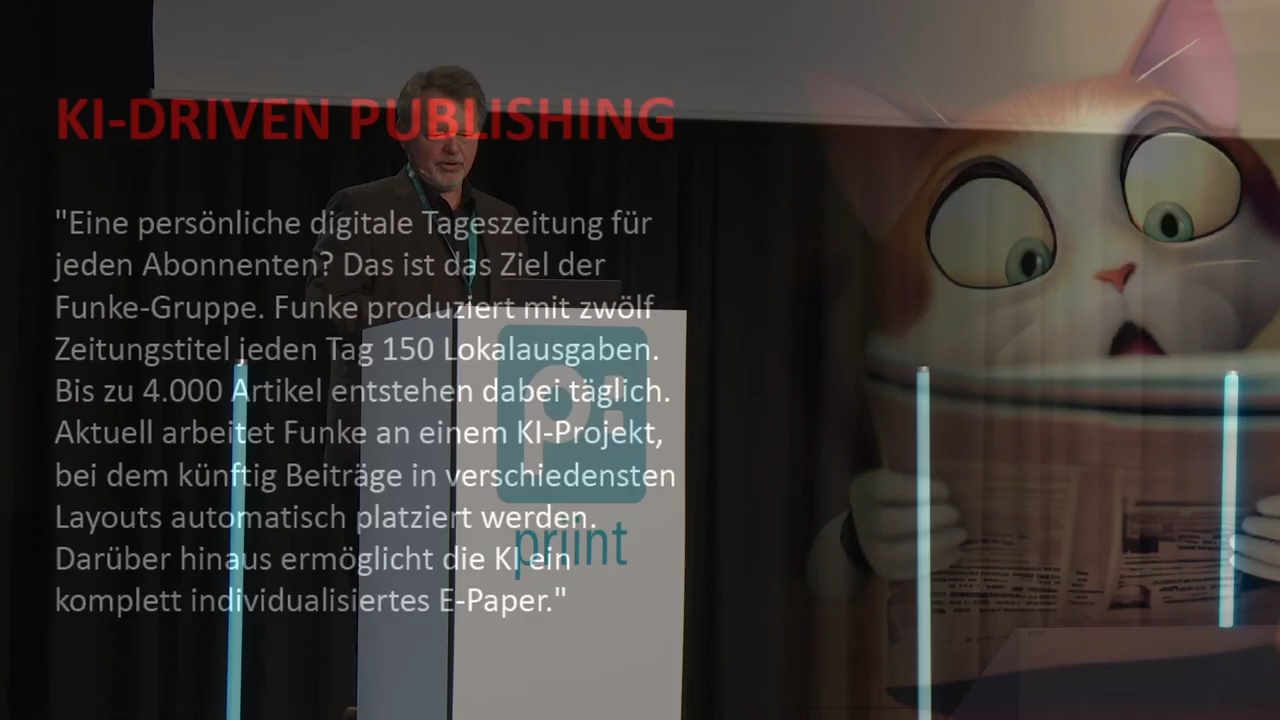 KI-DRIVEN PUBLISHING
"Eine persönliche digitale Tageszeitung für
jeden Abonnenten? Das ist das Ziel der
Funke-Gruppe. Funke produziert mit zwölf
Zeitungstitel jeden Tag 150 Lokalausgaben.
Bis zu 4.000 Artikel entstehen dabei täglich.
Aktuell arbeitet Funke an einem KI-Projekt,
bei dem künftig Beiträge in verschiedensten
Layouts automatisch platziert werden.
Darüber hinaus ermöglicht die KI ein
komplett individualisiertes E-Paper."
p:
priint